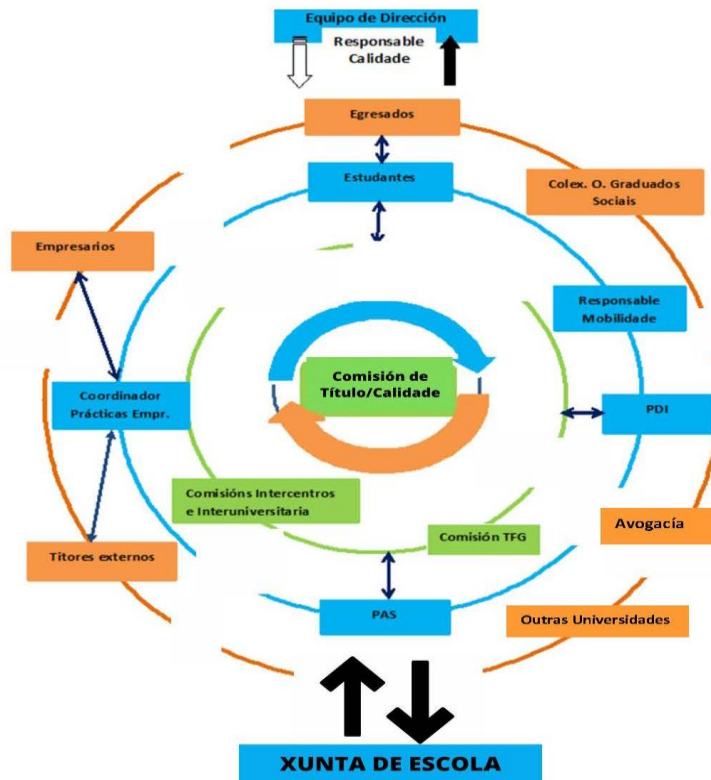 Equipo de Dirección
Responsable
Calidade
Egresados
Estudantes
Colex. O. Graduados
Sociais
Empresarios
Responsable
Mobilidade
Comisión de
Título/Calidade
Coordinador
Prácticas Empr.
PDI
Comisións Intercentros
e Interuniversitaria
Avogacía
Comisión TFG
Titores externos
PAS
Outras Universidades
XUNTA DE ESCOLA